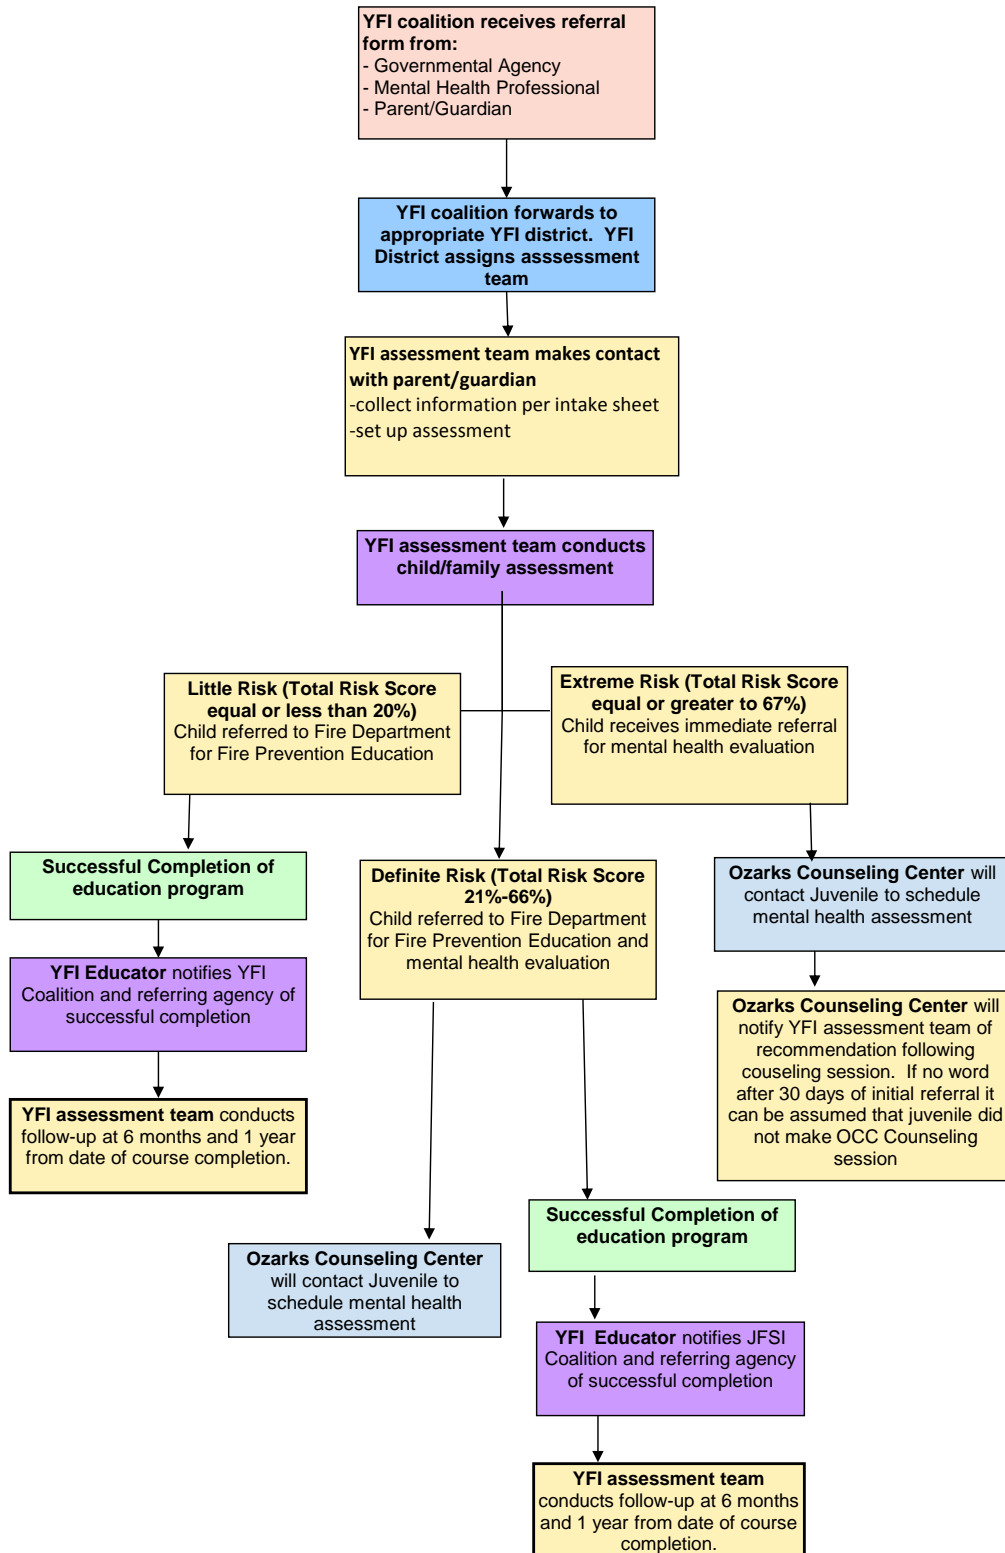 YFI coalition receives referral
form from:
- Governmental Agency
- Mental Health Professional
- Parent/Guardian
YFI coalition forwards to
appropriate YFI district.  YFI
District assigns asssessment
team
YFI assessment team makes contact
with parent/guardian
-collect information per intake sheet
-set up assessment
YFI assessment team conducts
child/family assessment
Little Risk (Total Risk Score
equal or less than 20%)
Child referred to Fire Department
for Fire Prevention Education
Extreme Risk (Total Risk Score
equal or greater to 67%)
Child receives immediate referral
for mental health evaluation
Successful Completion of
education program
Definite Risk (Total Risk Score
21%-66%)
Child referred to Fire Department
for Fire Prevention Education and
mental health evaluation
Ozarks Counseling Center will
contact Juvenile to schedule
mental health assessment
YFI Educator notifies YFI
Coalition and referring agency of
successful completion
Ozarks Counseling Center will
notify YFI assessment team of
recommendation following
couseling session.  If no word
after 30 days of initial referral it
can be assumed that juvenile did
not make OCC Counseling
session
YFI assessment team conducts
follow-up at 6 months and 1 year
from date of course completion.
Successful Completion of
education program
Ozarks Counseling Center
will contact Juvenile to
schedule mental health
assessment
YFI  Educator notifies JFSI
Coalition and referring agency
of successful completion
YFI assessment team
conducts follow-up at 6 months
and 1 year from date of course
completion.